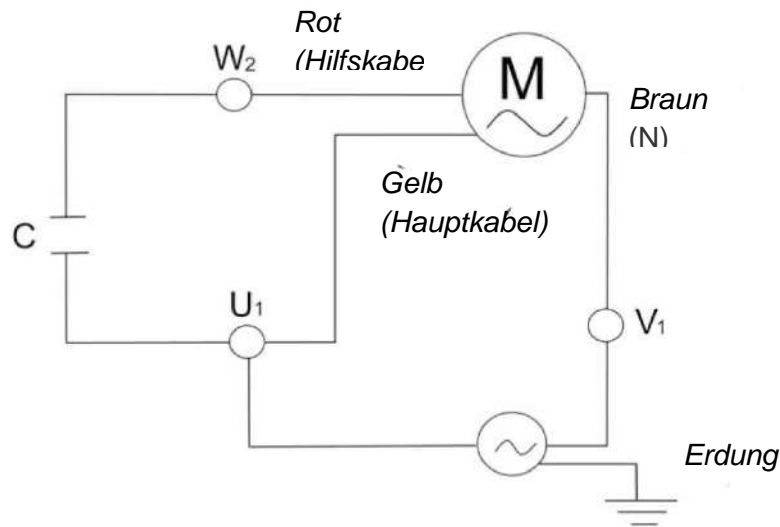 Rot
(Hilfskabe
W₂
M
Braun
(N)
Gelb
(Hauptkabel)
C
U₁
V₁
Erdung